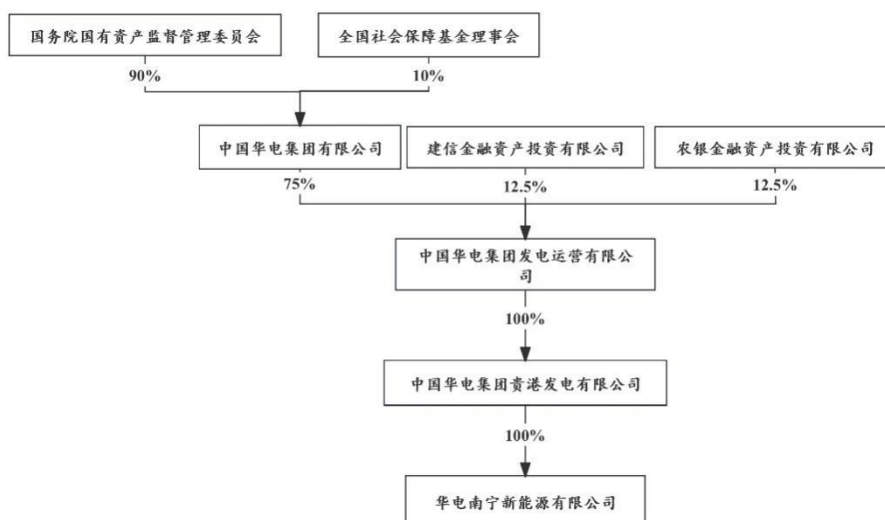 国务院国有资产监督管理委员会
全国社会保障基金理事会
90%
10%
中国华电集团有限公司
建信金融资产投资有限公司
农银金融资产投资有限公司
75%
12.5%
12.5%
中国华电集团发电运营有限公
司
100%
中国华电集团贵港发电有限公司
100%
华电南宁新能源有限公司